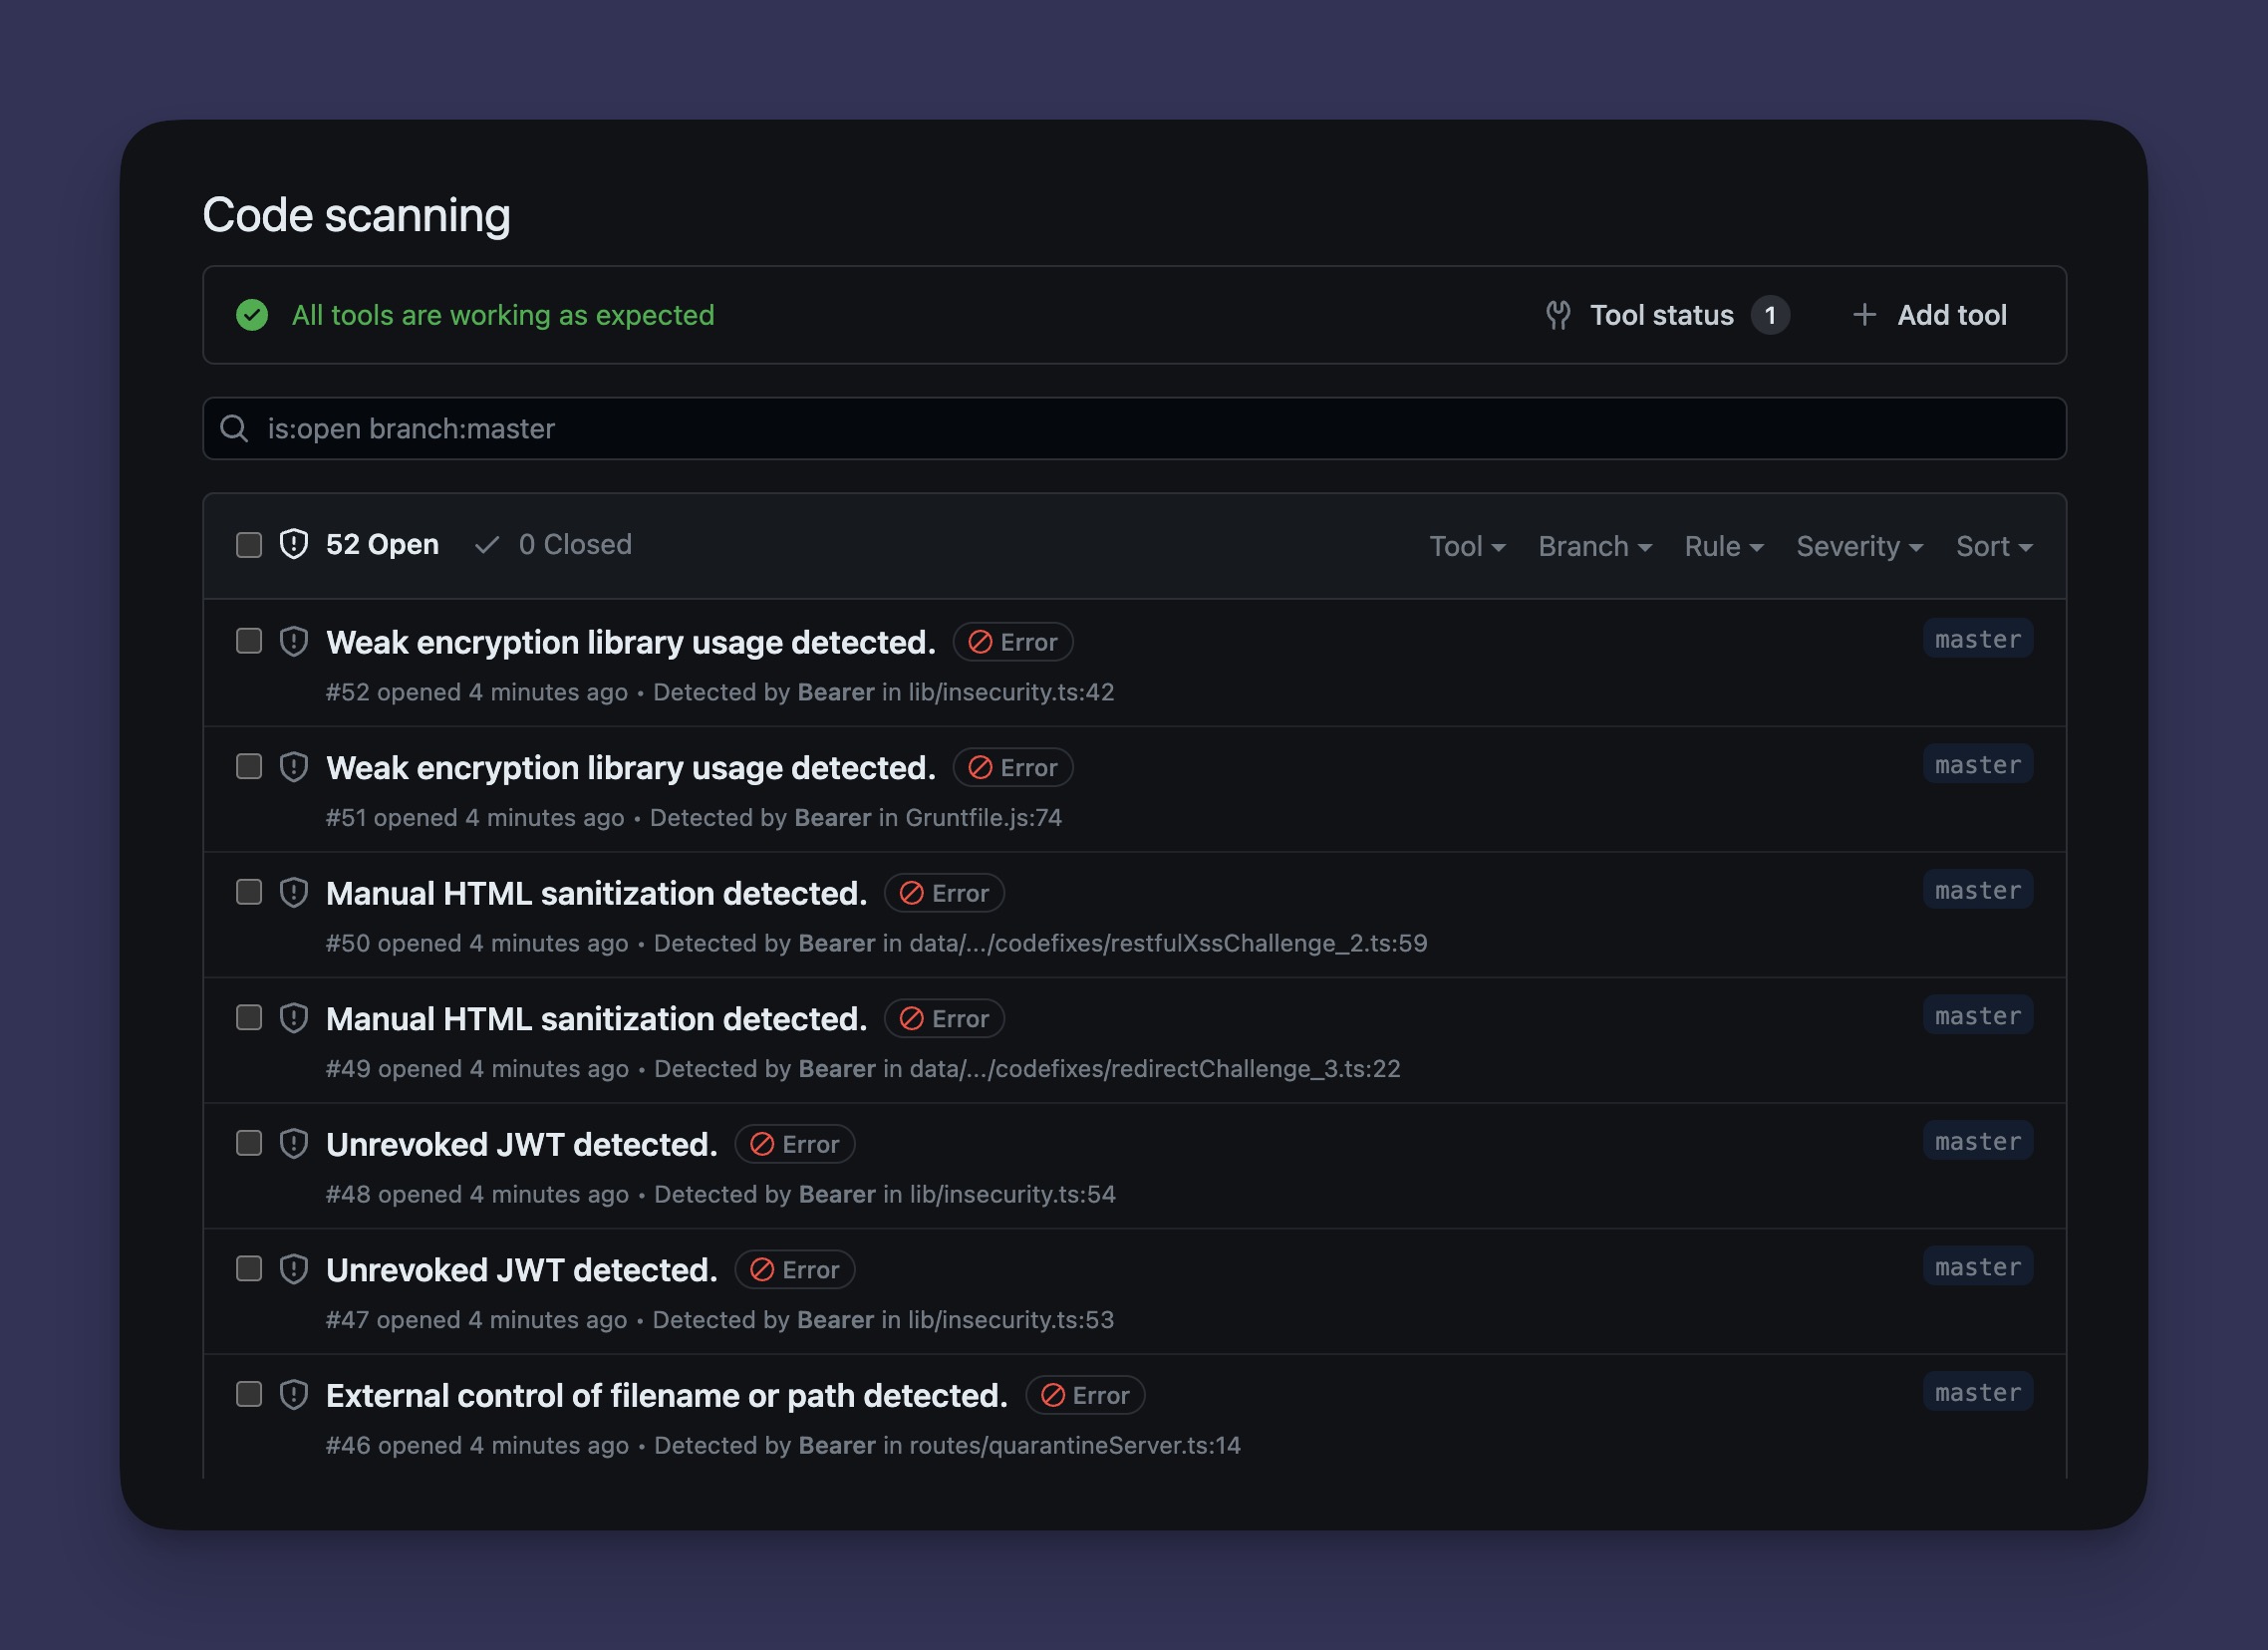 Code scanning
All tools are working as expected
Tool status 1
Add tool
is:open branch:master
52 Open 0 Closed Tool Branch Rule Severity Sort
Weak encryption library usage detected. Error master
#52 opened 4 minutes ago • Detected by Bearer in lib/insecurity.ts:42
Weak encryption library usage detected. Error master
#51 opened 4 minutes ago • Detected by Bearer in Gruntfile.js:74
Manual HTML sanitization detected. Error master
#50 opened 4 minutes ago • Detected by Bearer in data/.../codefixes/restfulXssChallenge_2.ts:59
Manual HTML sanitization detected. Error master
#49 opened 4 minutes ago • Detected by Bearer in data/.../codefixes/redirectChallenge_3.ts:22
Unrevoked JWT detected. Error master
#48 opened 4 minutes ago • Detected by Bearer in lib/insecurity.ts:54
Unrevoked JWT detected. Error master
#47 opened 4 minutes ago • Detected by Bearer in lib/insecurity.ts:53
External control of filename or path detected. Error master
#46 opened 4 minutes ago • Detected by Bearer in routes/quarantineServer.ts:14